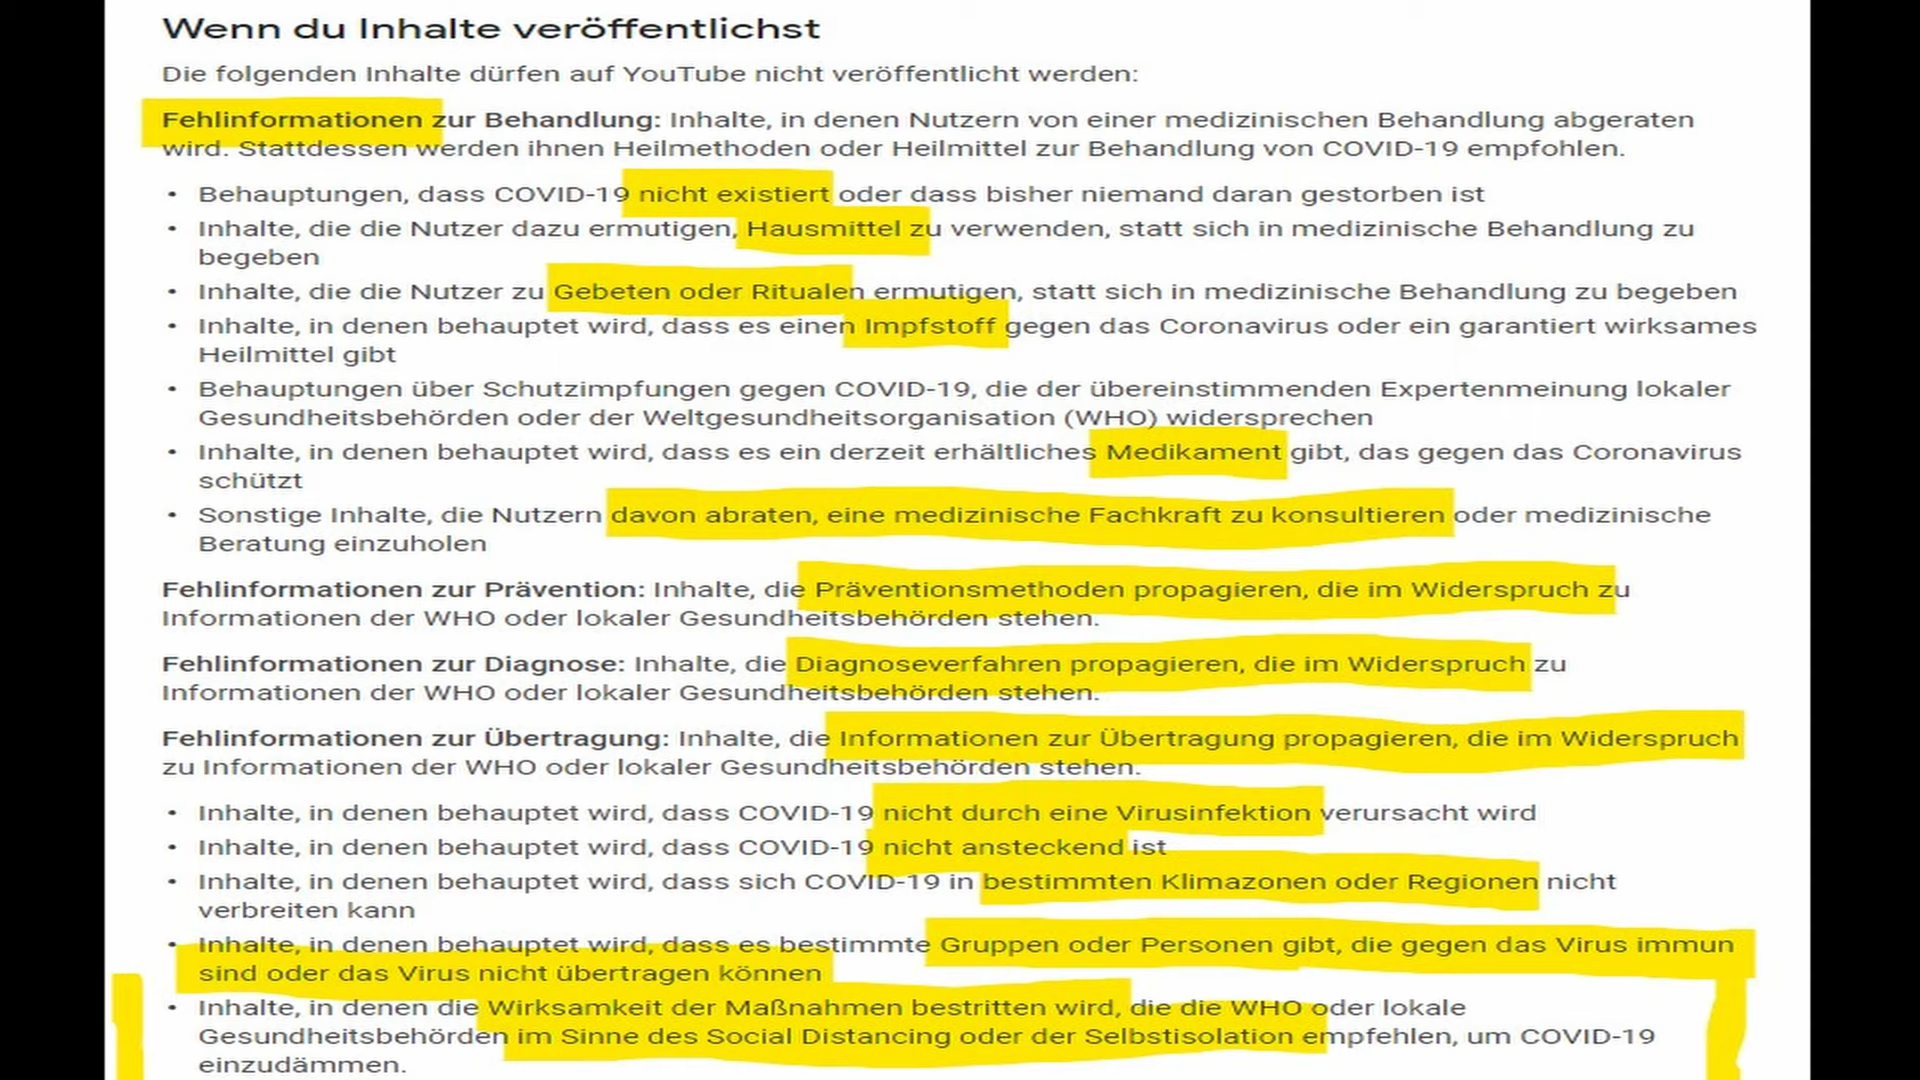 Wenn du Inhalte veröffentlichst
Die folgenden Inhalte dürfen auf YouTube nicht veröffentlicht werden:
Fehlinformationen zur Behandlung: Inhalte, in denen Nutzern von einer medizinischen Behandlung abgeraten
wird. Stattdessen werden ihnen Heilmethoden oder Heilmittel zur Behandlung von COVID-19 empfohlen.
• Behauptungen, dass COVID-19 nicht existiert oder dass bisher niemand daran gestorben ist
• Inhalte, die die Nutzer dazu ermutigen, Hausmittel zu verwenden, statt sich in medizinische Behandlung zu
begeben
• Inhalte, die die Nutzer zu Gebeten oder Ritualen ermutigen, statt sich in medizinische Behandlung zu begeben
• Inhalte, in denen behauptet wird, dass es einen Impfstoff gegen das Coronavirus oder ein garantiert wirksames
Heilmittel gibt
• Behauptungen über Schutzimpfungen gegen COVID-19, die der übereinstimmenden Expertenmeinung lokaler
Gesundheitsbehörden oder der Weltgesundheitsorganisation (WHO) widersprechen
• Inhalte, in denen behauptet wird, dass es ein derzeit erhältliches Medikament gibt, das gegen das Coronavirus
schützt
• Sonstige Inhalte, die Nutzern davon abraten, eine medizinische Fachkraft zu konsultieren oder medizinische
Beratung einzuholen
Fehlinformationen zur Prävention: Inhalte, die Präventionsmethoden propagieren, die im Widerspruch zu
Informationen der WHO oder lokaler Gesundheitsbehörden stehen.
Fehlinformationen zur Diagnose: Inhalte, die Diagnoseverfahren propagieren, die im Widerspruch zu
Informationen der WHO oder lokaler Gesundheitsbehörden stehen.
Fehlinformationen zur Übertragung: Inhalte, die Informationen zur Übertragung propagieren, die im Widerspruch
zu Informationen der WHO oder lokaler Gesundheitsbehörden stehen.
• Inhalte, in denen behauptet wird, dass COVID-19 nicht durch eine Virusinfektion verursacht wird
• Inhalte, in denen behauptet wird, dass COVID-19 nicht ansteckend ist
• Inhalte, in denen behauptet wird, dass sich COVID-19 in bestimmten Klimazonen oder Regionen nicht
verbreiten kann
• Inhalte, in denen behauptet wird, dass es bestimmte Gruppen oder Personen gibt, die gegen das Virus immun
sind oder das Virus nicht übertragen können
• Inhalte, in denen die Wirksamkeit der Maßnahmen bestritten wird, die die WHO oder lokale
Gesundheitsbehörden im Sinne des Social Distancing oder der Selbstisolation empfehlen, um COVID-19
einzudämmen.